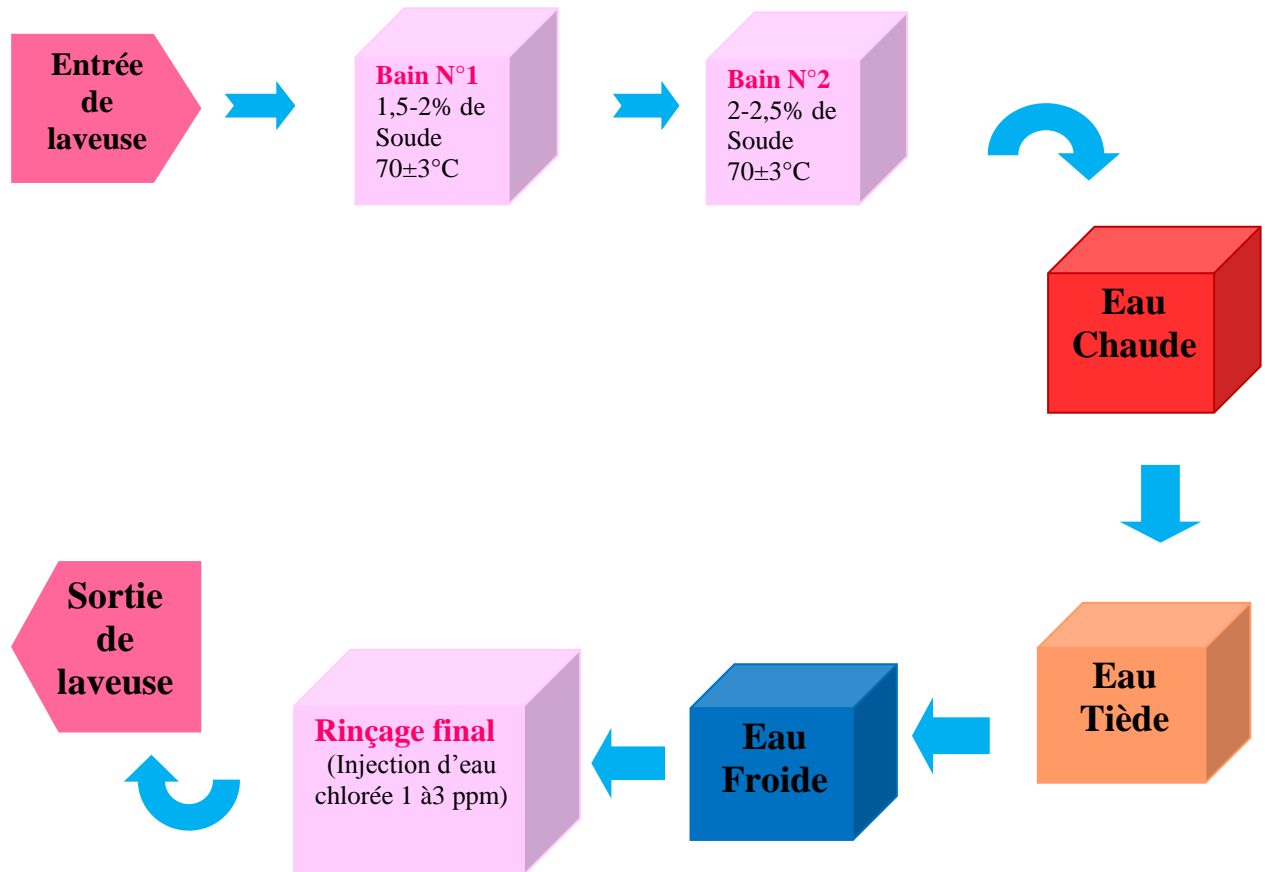 Entrée
de
laveuse
Bain N°1
1,5-2% de
Soude
70±3°C
Bain N°2
2-2,5% de
Soude
70±3°C
Eau
Chaude
Eau
Tiède
Eau
Froide
Rinçage final
(Injection d’eau
chlorée 1 à3 ppm)
Sortie
de
laveuse